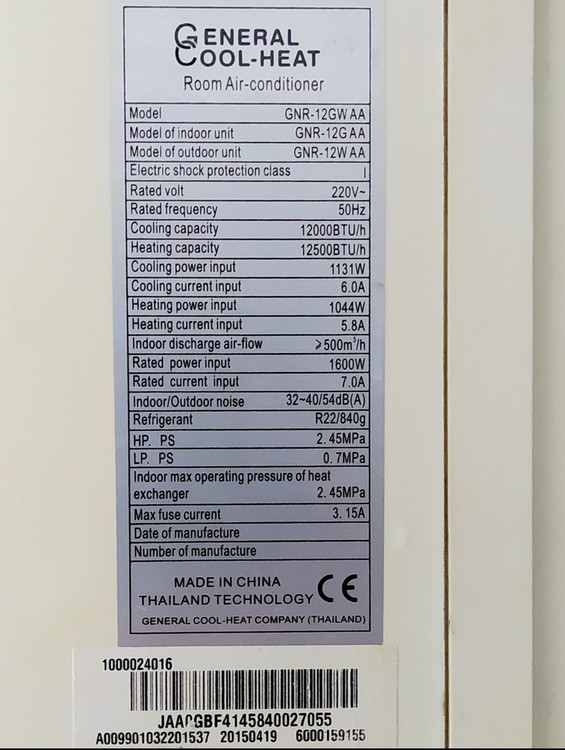 GENERAL
COOL-HEAT
Room Air-conditioner
Model GNR-12GW AA
Model of indoor unit GNR-12G AA
Model of outdoor unit GNR-12W AA
Electric shock protection class I
Rated volt 220V~
Rated frequency 50Hz
Cooling capacity 12000BTU/h
Heating capacity 12500BTU/h
Cooling power input 1131W
Cooling current input 6.0A
Heating power input 1044W
Heating current input 5.8A
Indoor discharge air-flow ⩾500m³/h
Rated power input 1600W
Rated current input 7.0A
Indoor/Outdoor noise 32~40/54dB(A)
Refrigerant R22/840g
HP. PS 2.45MPa
LP. PS 0.7MPa
Indoor max operating pressure of heat
exchanger 2.45MPa
Max fuse current 3.15A
Date of manufacture
Number of manufacture
MADE IN CHINA
THAILAND TECHNOLOGY CE
GENERAL COOL-HEAT COMPANY (THAILAND)
1000024016
A009901032201537 20150419 6000159155